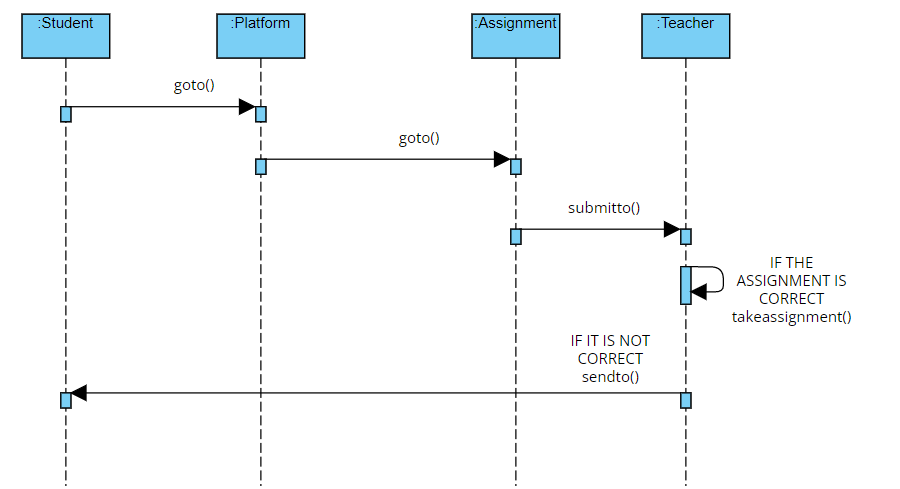 :Student
:Platform
:Assignment
:Teacher
goto()
goto()
submitto()
IF THE
ASSIGNMENT IS
CORRECT
takeassignment()
IF IT IS NOT
CORRECT
sendto()